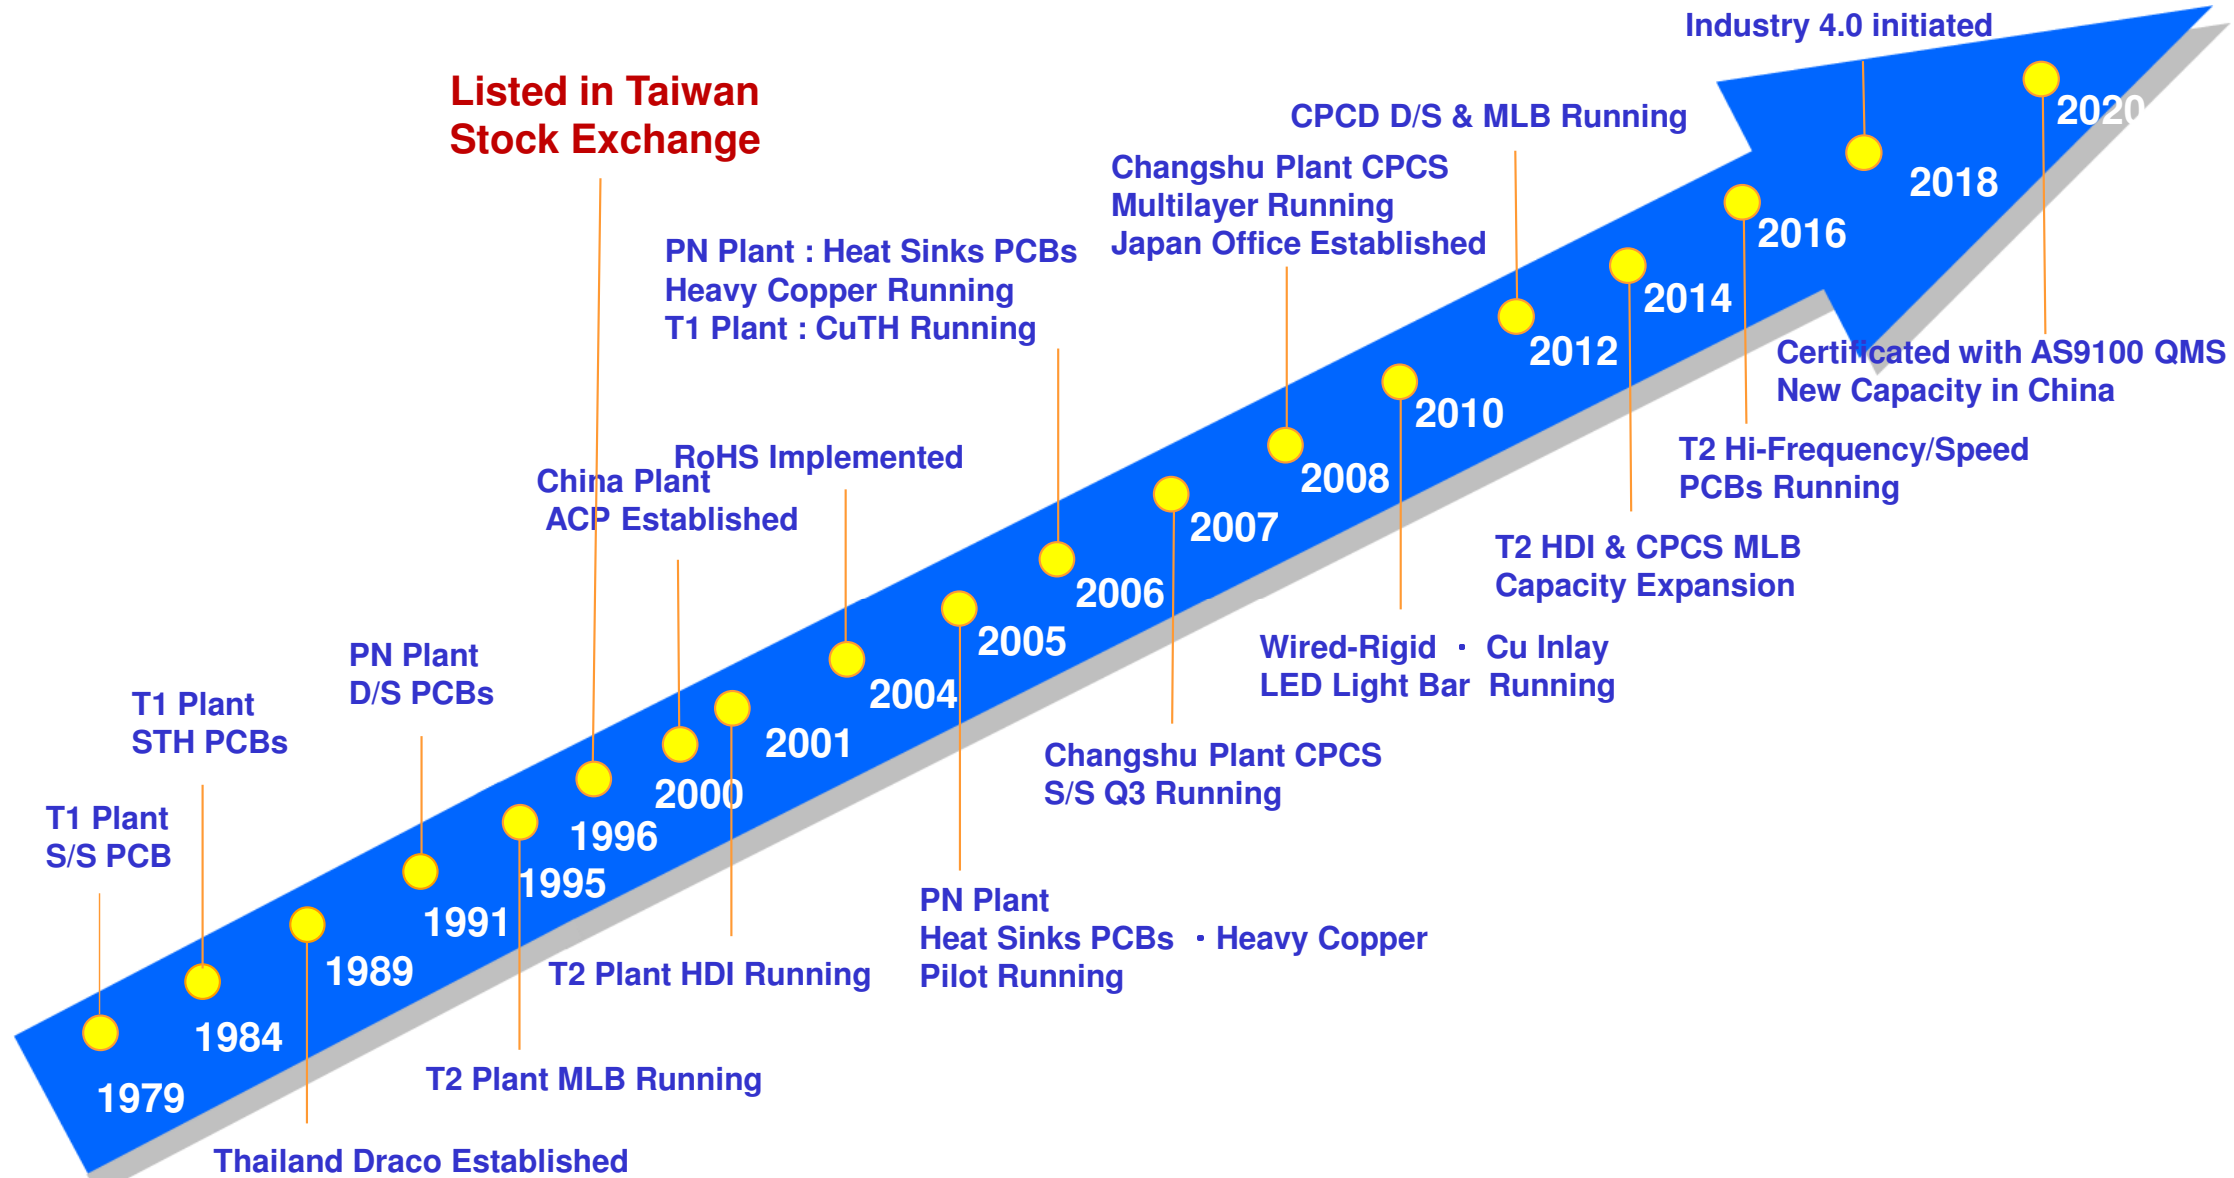 Industry 4.0 initiated
Listed in Taiwan
Stock Exchange
CPCD D/S & MLB Running
Changshu Plant CPCS
Multilayer Running
Japan Office Established
PN Plant : Heat Sinks PCBs
Heavy Copper Running
T1 Plant : CuTH Running
RoHS Implemented
China Plant
ACP Established
PN Plant
D/S PCBs
T1 Plant
STH PCBs
T1 Plant
S/S PCB
1979
1984
1989
1991
1995
1996
2000
2001
2004
2005
2006
2007
2008
2010
2012
2014
2016
2018
2020
Certificated with AS9100 QMS
New Capacity in China
T2 Hi-Frequency/Speed
PCBs Running
T2 HDI & CPCS MLB
Capacity Expansion
Wired-Rigid · Cu Inlay
LED Light Bar Running
Changshu Plant CPCS
S/S Q3 Running
PN Plant
Heat Sinks PCBs · Heavy Copper
Pilot Running
T2 Plant HDI Running
T2 Plant MLB Running
Thailand Draco Established